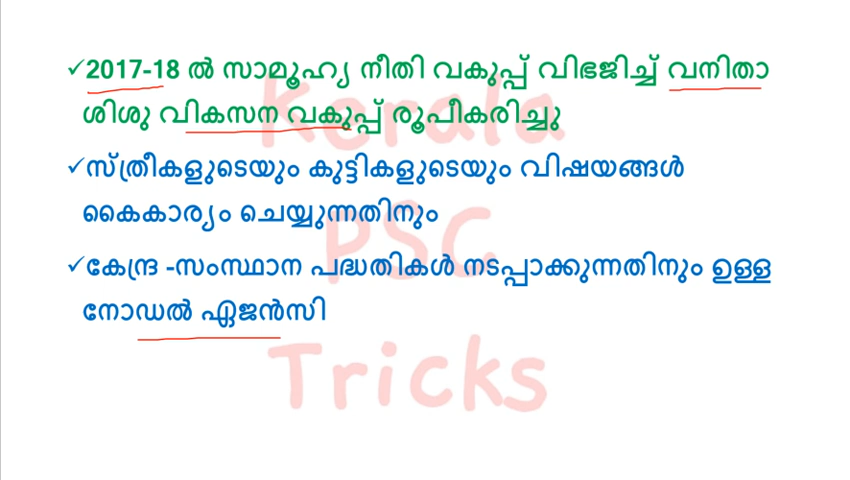 ✓2017-18 ൽ സാമൂഹ്യ നീതി വകുപ്പ് വിഭജിച്ച് വനിതാ
ശിശു വികസന വകുപ്പ് രൂപീകരിച്ചു
✓സ്ത്രീകളുടെയും കുട്ടികളുടെയും വിഷയങ്ങൾ
കൈകാര്യം ചെയ്യുന്നതിനും
✓കേന്ദ്ര -സംസ്ഥാന പദ്ധതികൾ നടപ്പാക്കുന്നതിനും ഉള്ള
നോഡൽ ഏജൻസി
Kerala
PSC
Tricks